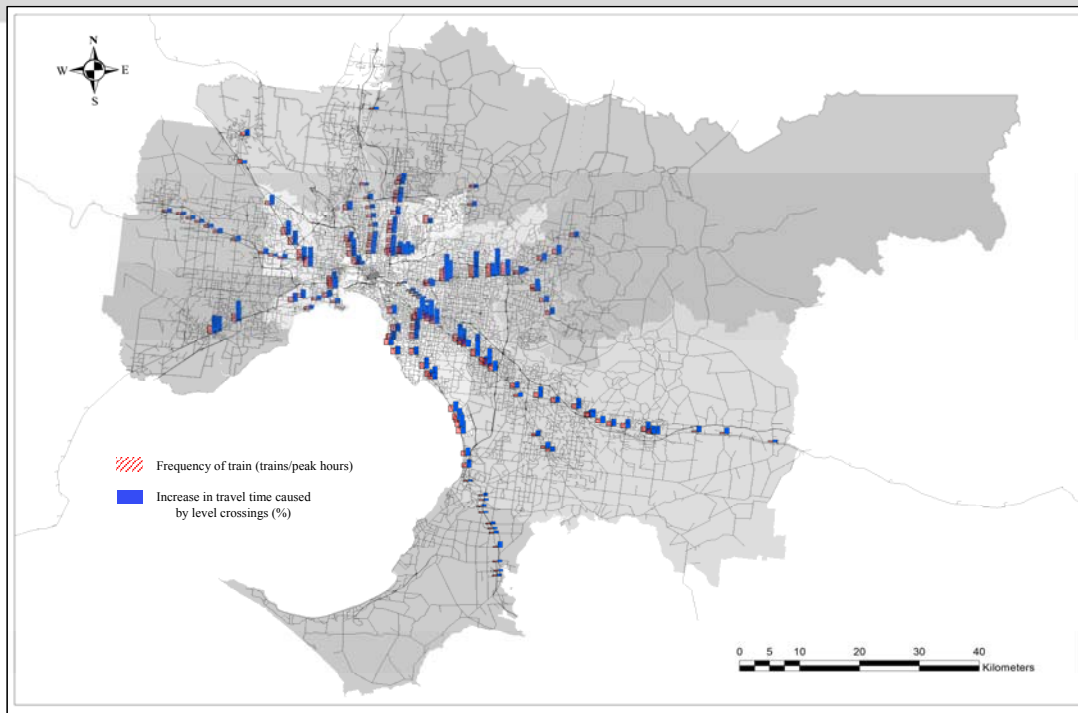 N
W E
S
Frequency of train (trains/peak hours)
Increase in travel time caused
by level crossings (%)
0 5 10 20 30 40
Kilometers